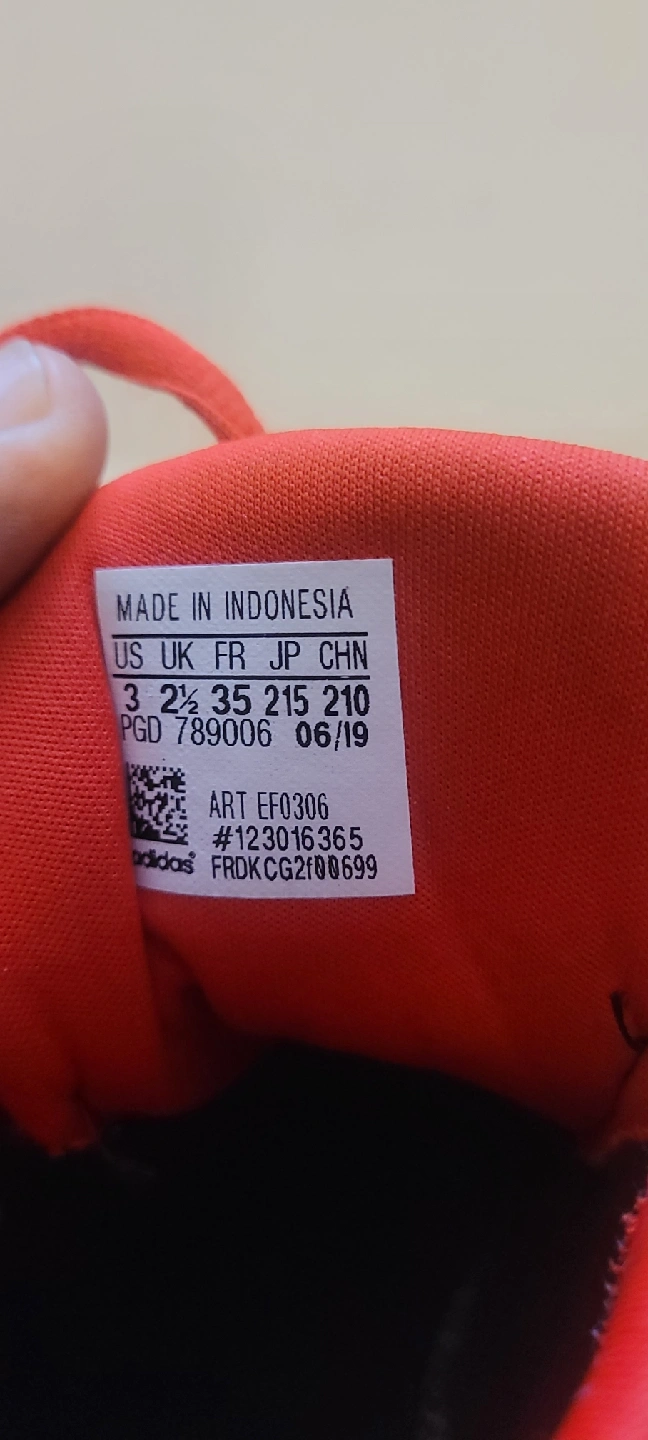 MADE IN INDONESIA
US UK FR JP CHN
3 2½ 35 215 210
PGD 789006 06/19
ART EF0306
#123016365
adidas®